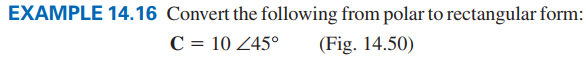 EXAMPLE 14.16 Convert the following from polar to rectangular form:
C = 10 ∠45° (Fig. 14.50)